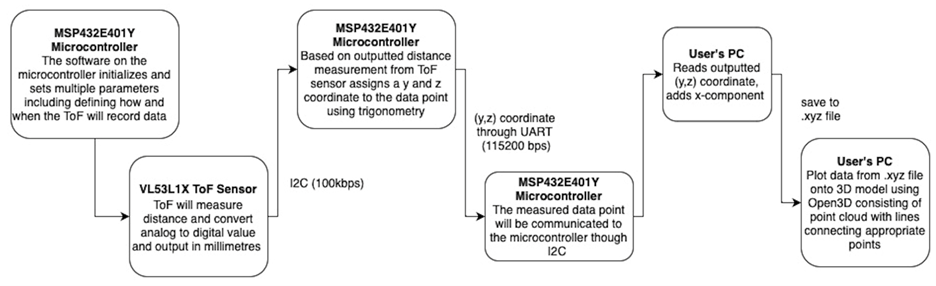 MSP432E401Y
Microcontroller
The software on the
microcontroller initializes and
sets multiple parameters
including defining how and
when the ToF will record data
VL53L1X ToF Sensor
ToF will measure
distance and convert
analog to digital value
and output in millimetres
I2C (100kbps)
MSP432E401Y
Microcontroller
Based on outputted distance
measurement from ToF
sensor assigns a y and z
coordinate to the data point
using trigonometry
(y,z) coordinate
through UART
(115200 bps)
MSP432E401Y
Microcontroller
The measured data point
will be communicated to
the microcontroller though
I2C
User's PC
Reads outputted
(y,z) coordinate,
adds x-component
save to
.xyz file
User's PC
Plot data from .xyz file
onto 3D model using
Open3D consisting of
point cloud with lines
connecting appropriate
points